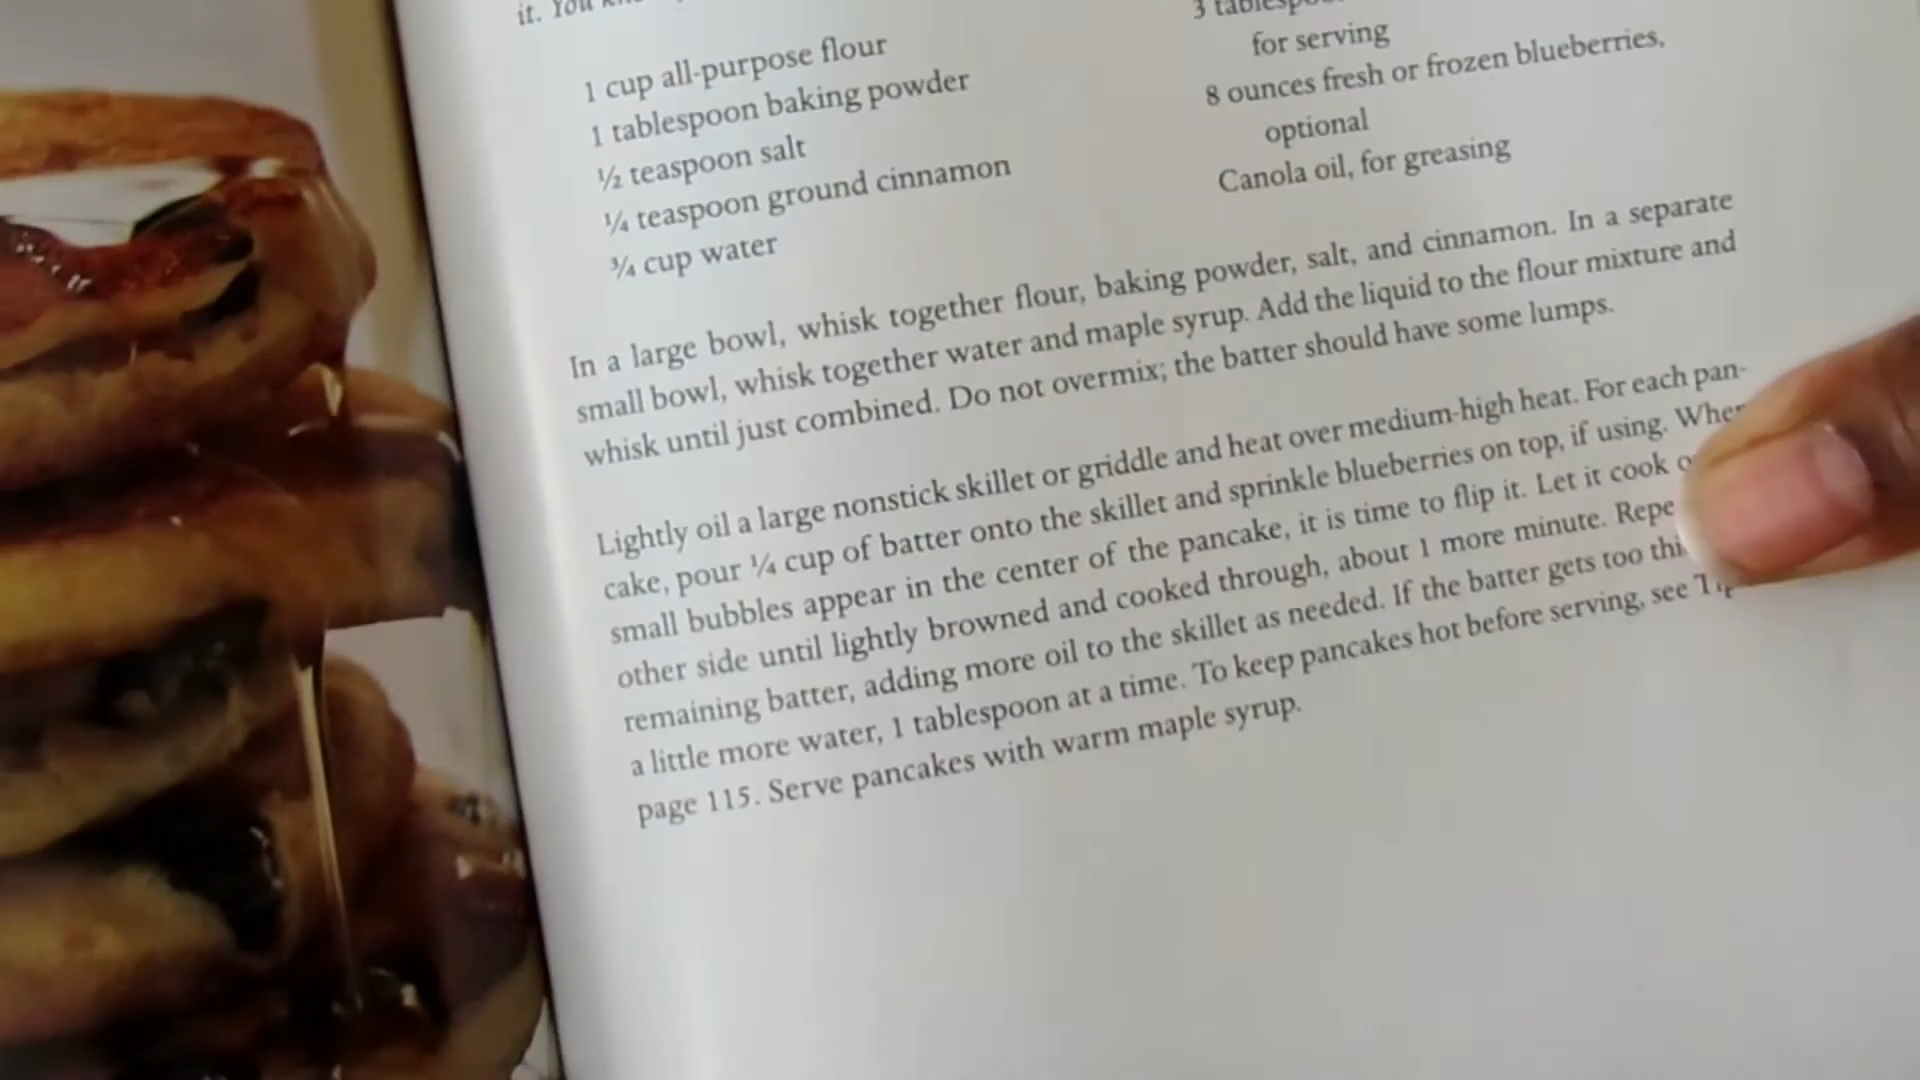 it. You
1 cup all-purpose flour
1 tablespoon baking powder
½ teaspoon salt
¼ teaspoon ground cinnamon
¾ cup water
3
for serving
8 ounces fresh or frozen blueberries,
optional
Canola oil, for greasing
In a large bowl, whisk together flour, baking powder, salt, and cinnamon. In a separate
small bowl, whisk together water and maple syrup. Add the liquid to the flour mixture and
whisk until just combined. Do not overmix; the batter should have some lumps.
Lightly oil a large nonstick skillet or griddle and heat over medium-high heat. For each pan-
cake, pour ¼ cup of batter onto the skillet and sprinkle blueberries on top, if using. When
small bubbles appear in the center of the pancake, it is time to flip it. Let it cook
other side until lightly browned and cooked through, about 1 more minute. Repe
remaining batter, adding more oil to the skillet as needed. If the batter gets too thi
a little more water, 1 tablespoon at a time. To keep pancakes hot before serving, see Tip
page 115. Serve pancakes with warm maple syrup.